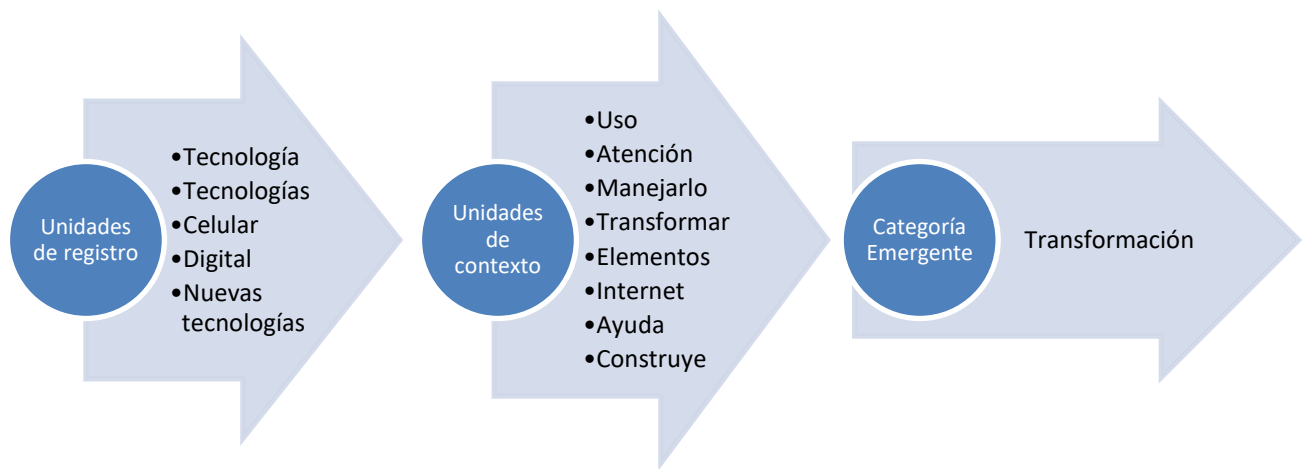 Unidades
de registro
•Tecnología
•Tecnologías
•Celular
•Digital
•Nuevas
tecnologías
Unidades
de
contexto
•Uso
•Atención
•Manejarlo
•Transformar
•Elementos
•Internet
•Ayuda
•Construye
Categoría
Emergente
Transformación